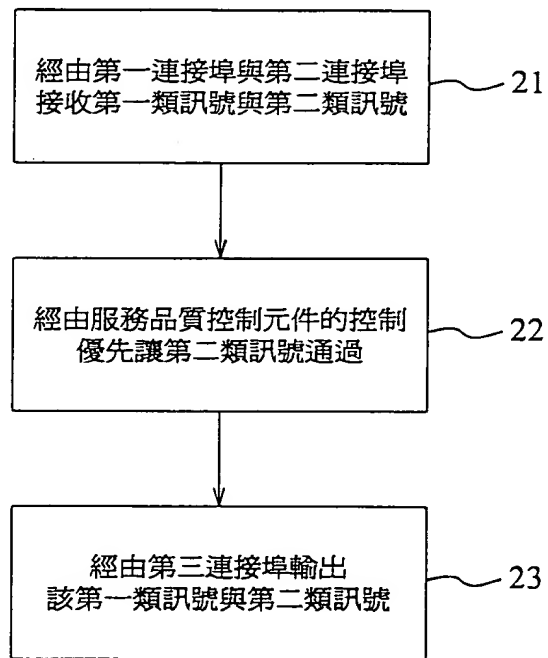 經由第一連接埠與第二連接埠
接收第一類訊號與第二類訊號
21
經由服務品質控制元件的控制
優先讓第二類訊號通過
22
經由第三連接埠輸出
該第一類訊號與第二類訊號
23